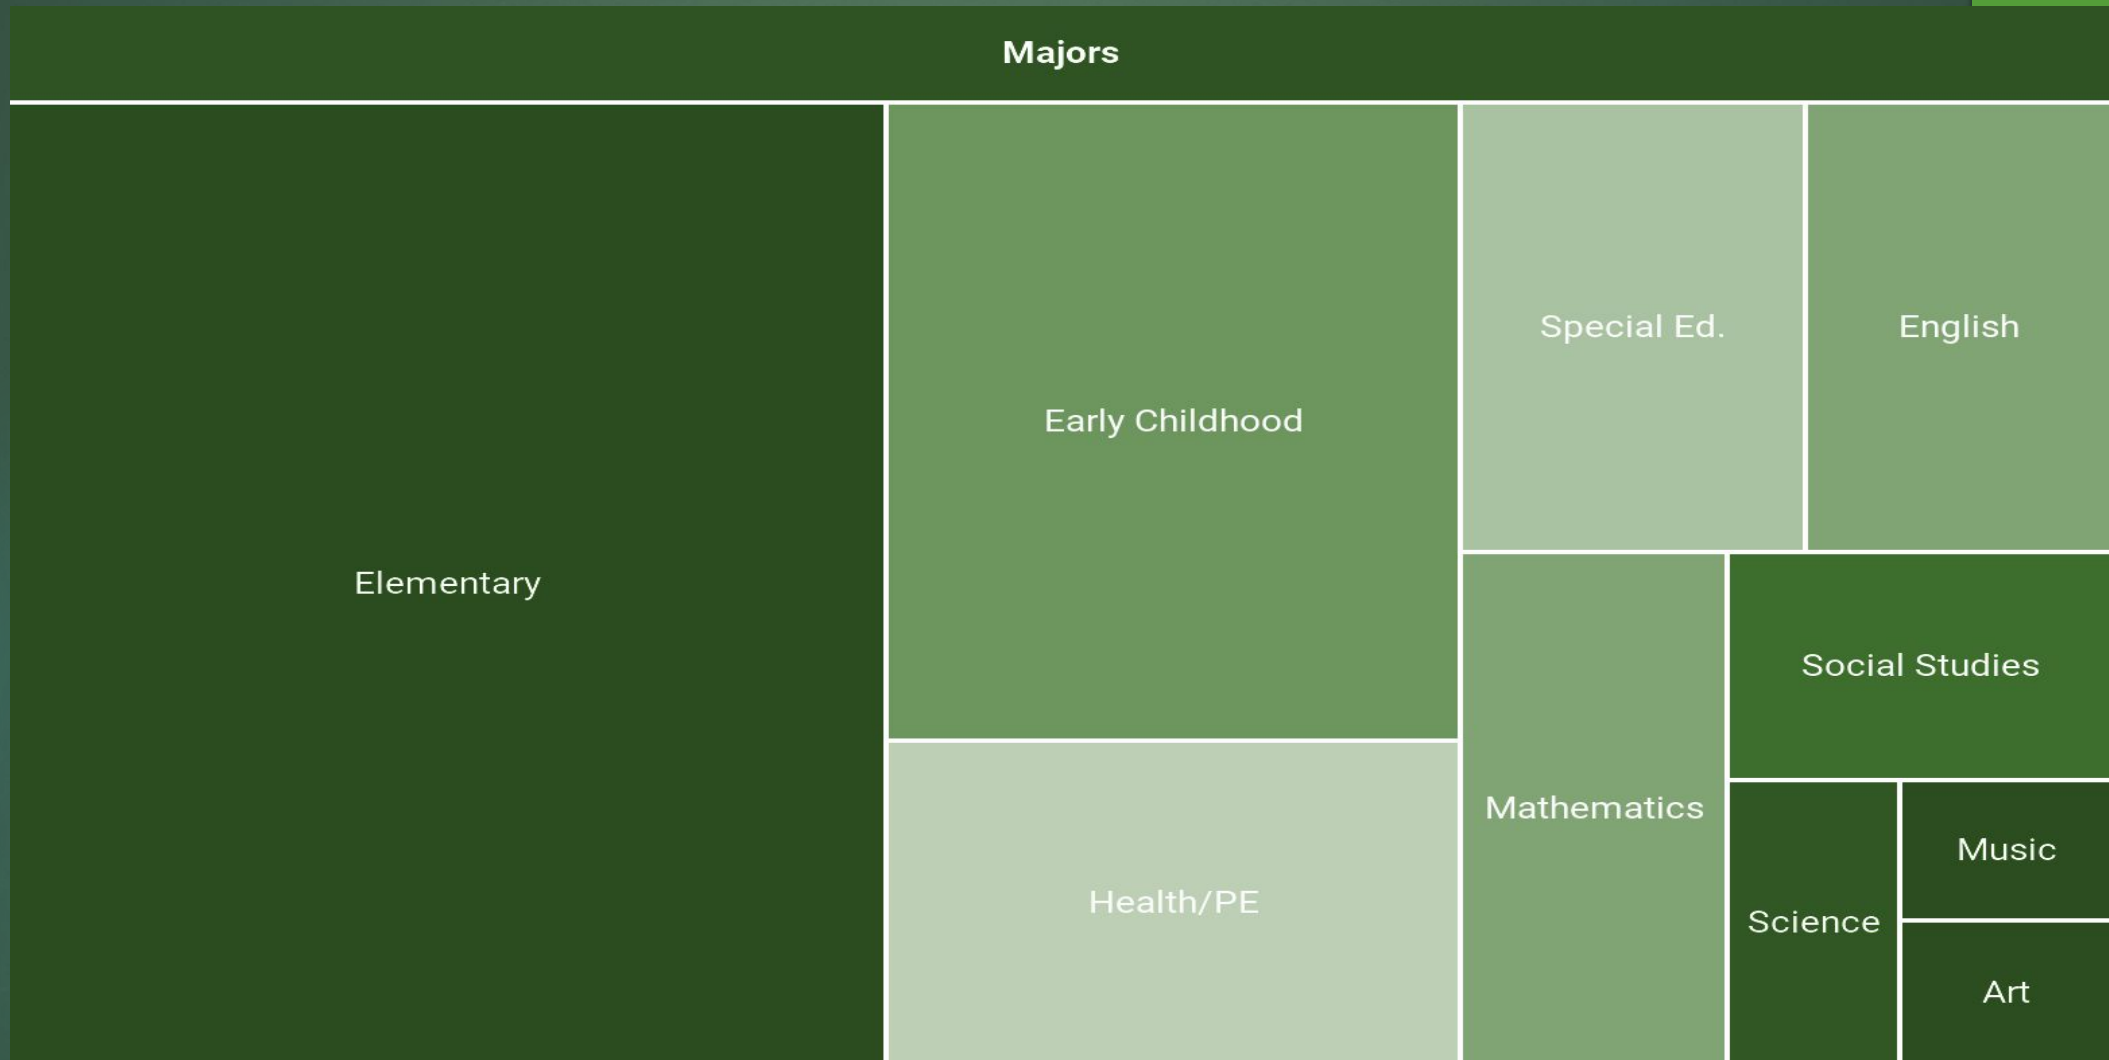 Majors
Elementary
Early Childhood
Health/PE
Special Ed.
English
Mathematics
Social Studies
Science
Music
Art